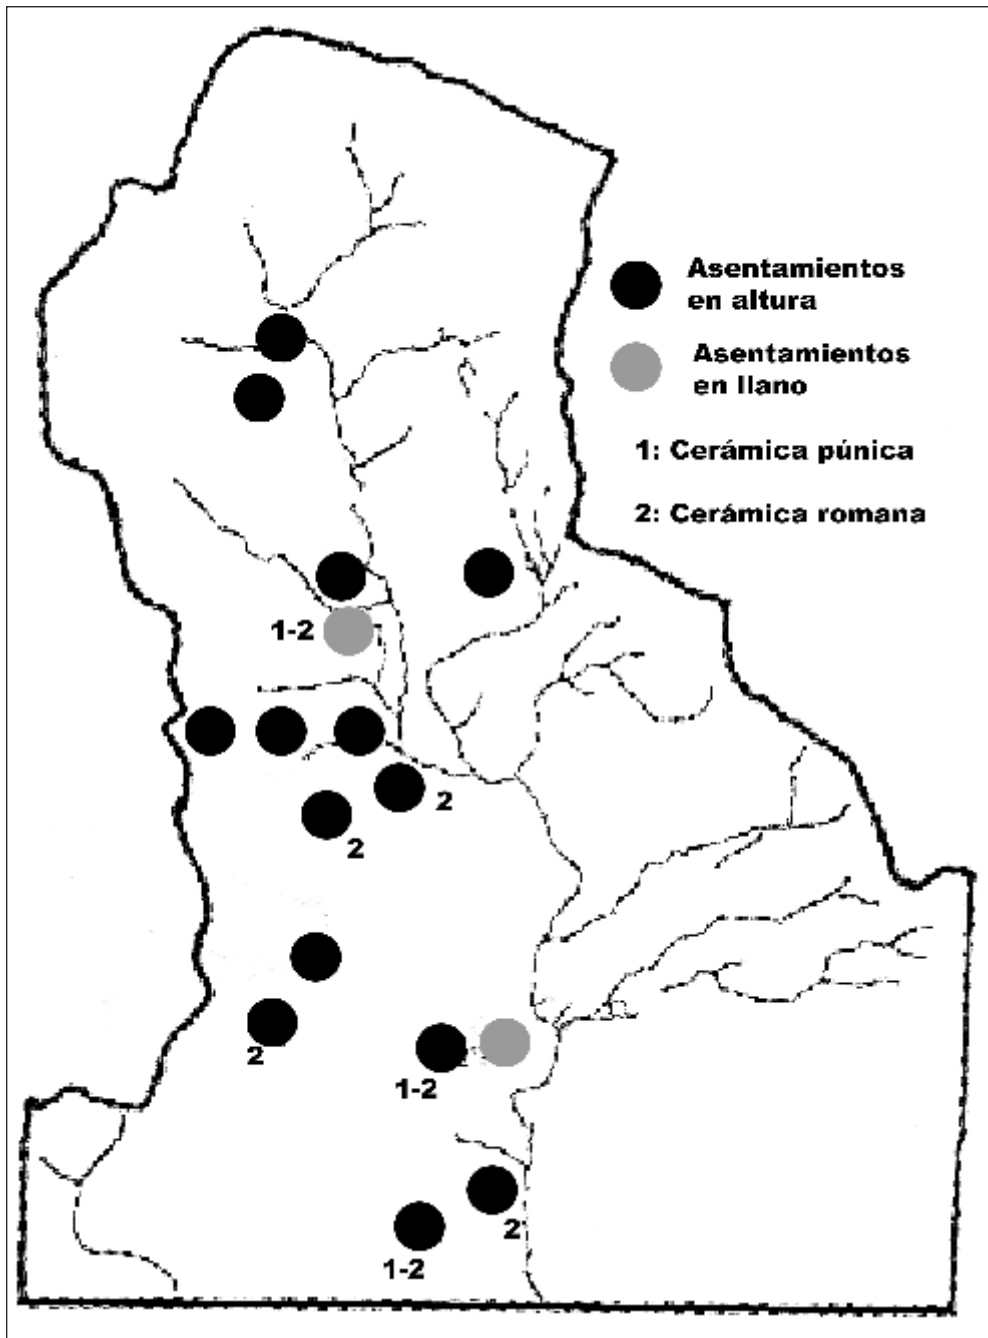 Asentamientos
en altura
Asentamientos
en llano
1: Cerámica púnica
2: Cerámica romana
1-2
2
2
2
1-2
2
1-2